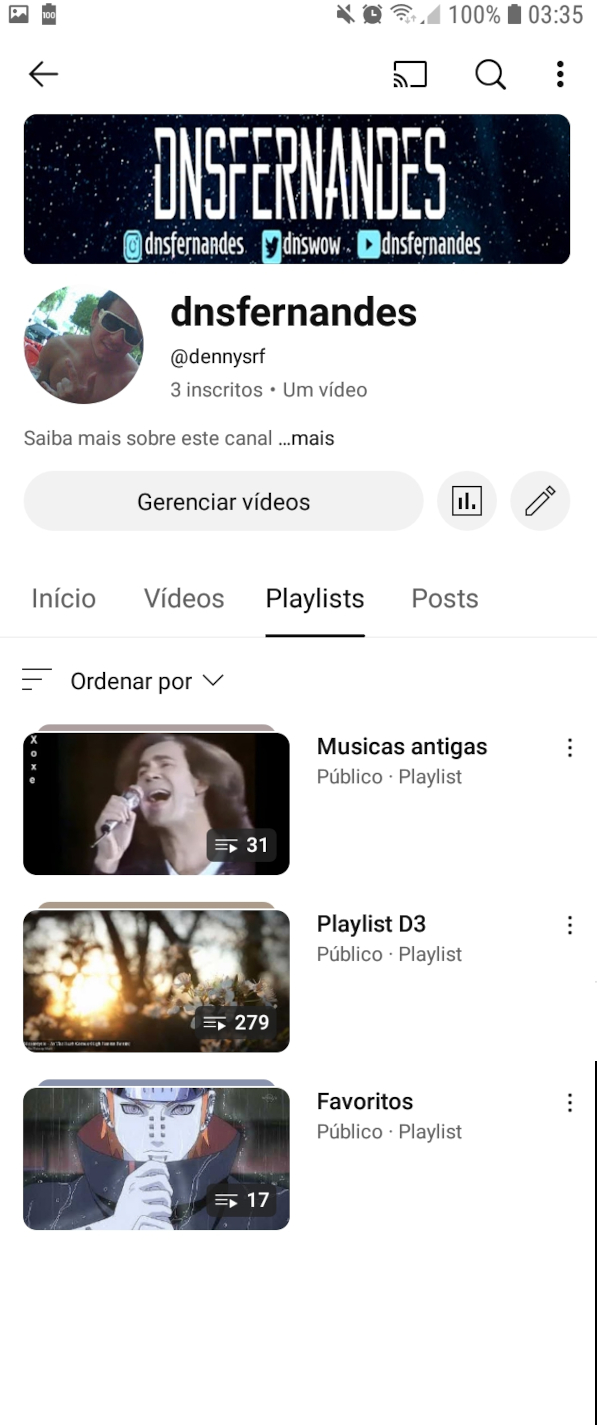 100
100% 03:35
DNSFERNANDES
dnsfernandes dnswow dnsfernandes
dnsfernandes
@dennysrf
3 inscritos • Um vídeo
Saiba mais sobre este canal ...mais
Gerenciar vídeos
Início Vídeos Playlists Posts
Ordenar por
X
o
x
e
31
Musicas antigas
Público · Playlist
279
Playlist D3
Público · Playlist
17
Favoritos
Público · Playlist